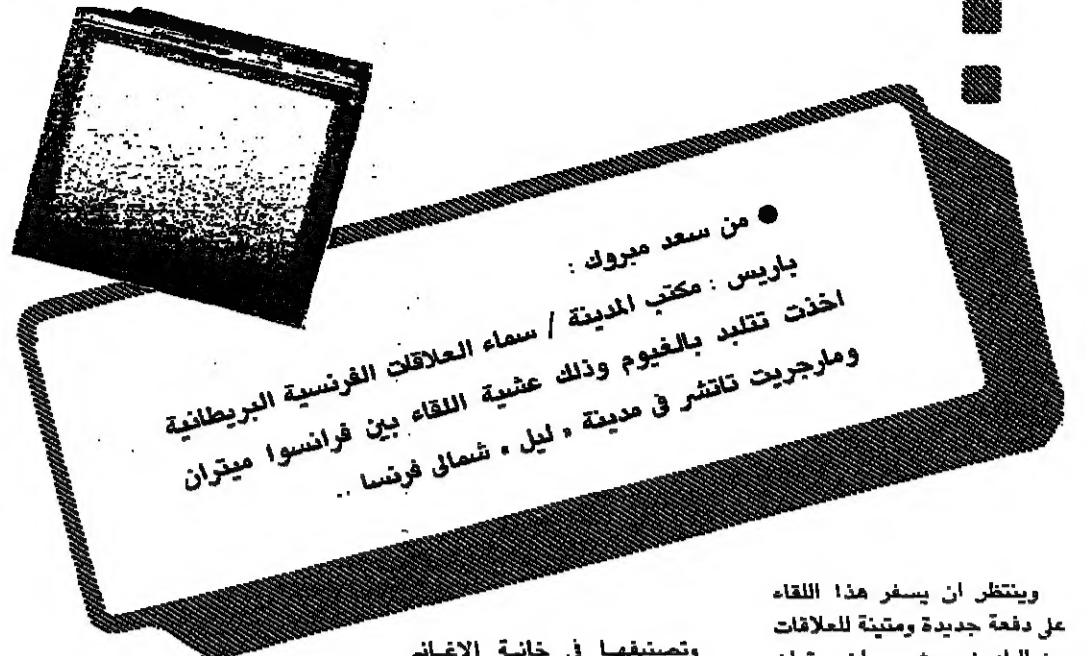 ● من سعد مبروك :
باريس : مكتب المدينة / سماء العلاقات الفرنسية البريطانية
اخذت تتلبد بالغيوم وذلك عشية اللقاء بين فرانسوا ميتران
ومارجريت تاتشر في مدينة « ليل » شمالى فرنسا ..
وينتظر ان يسفر هذا اللقاء
على دفعة جديدة ومتينة للعلاقات
وتصنيفها في خانة الاغانى